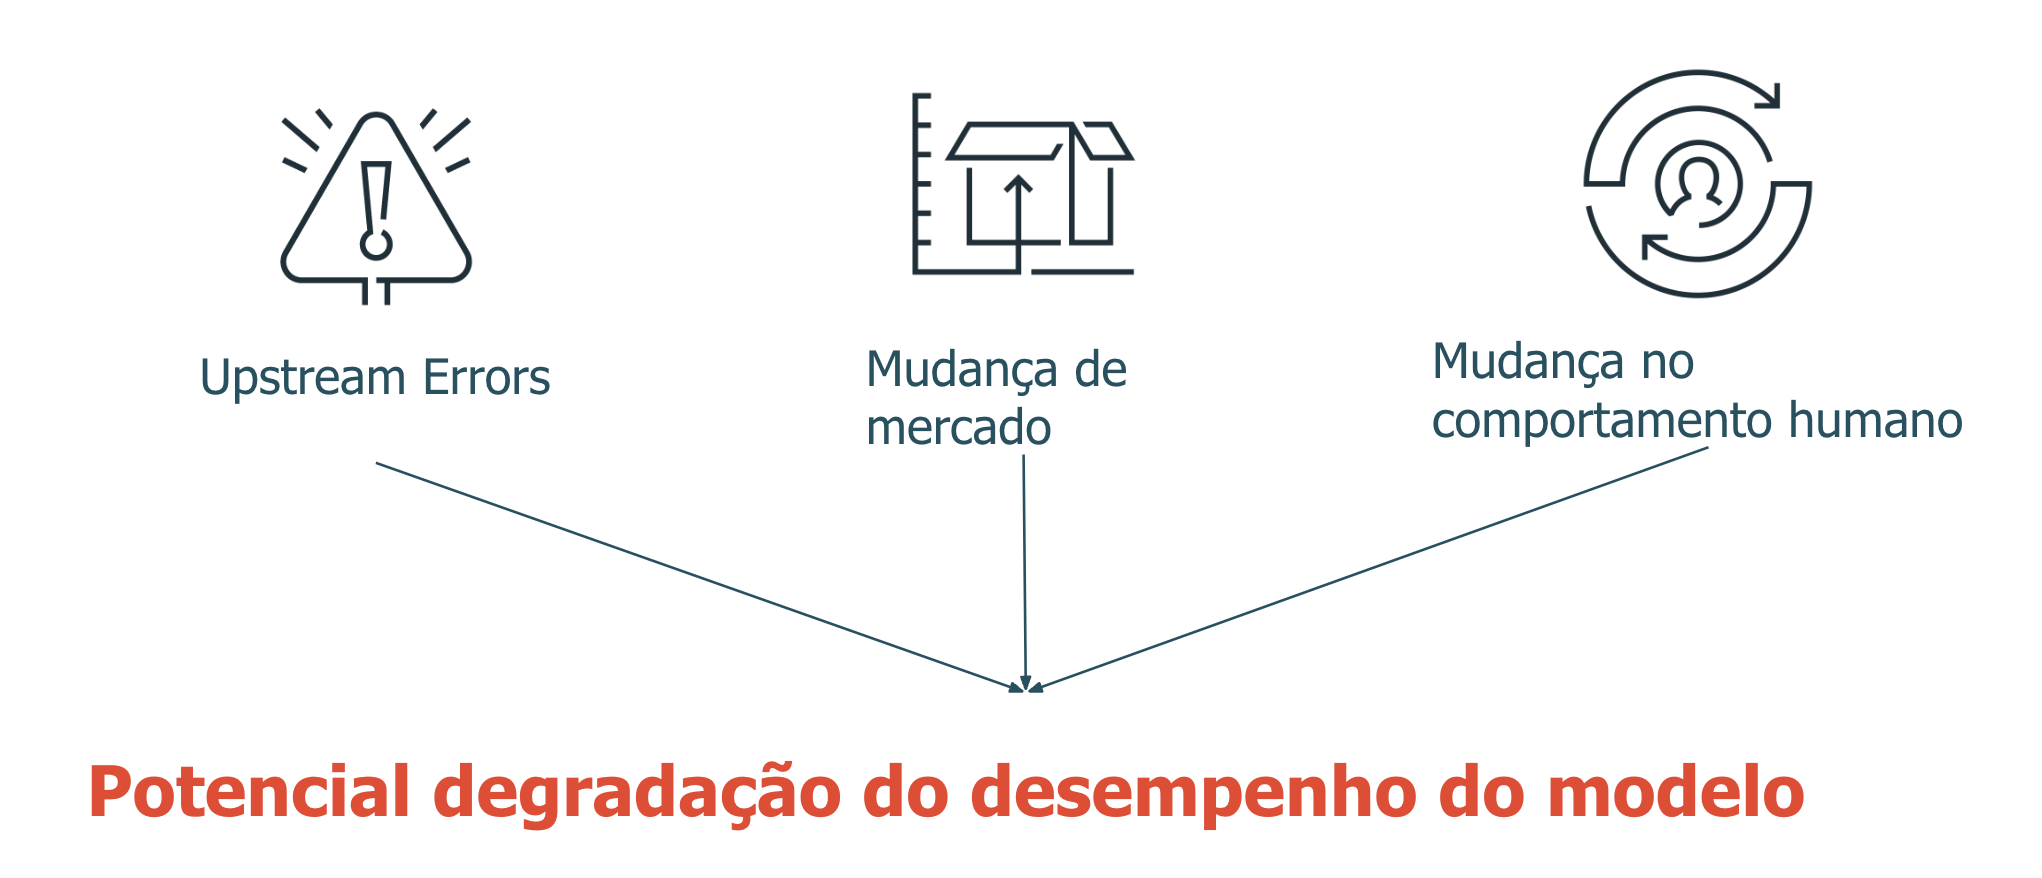 Upstream Errors
Mudança de
mercado
Mudança no
comportamento humano
Potencial degradação do desempenho do modelo